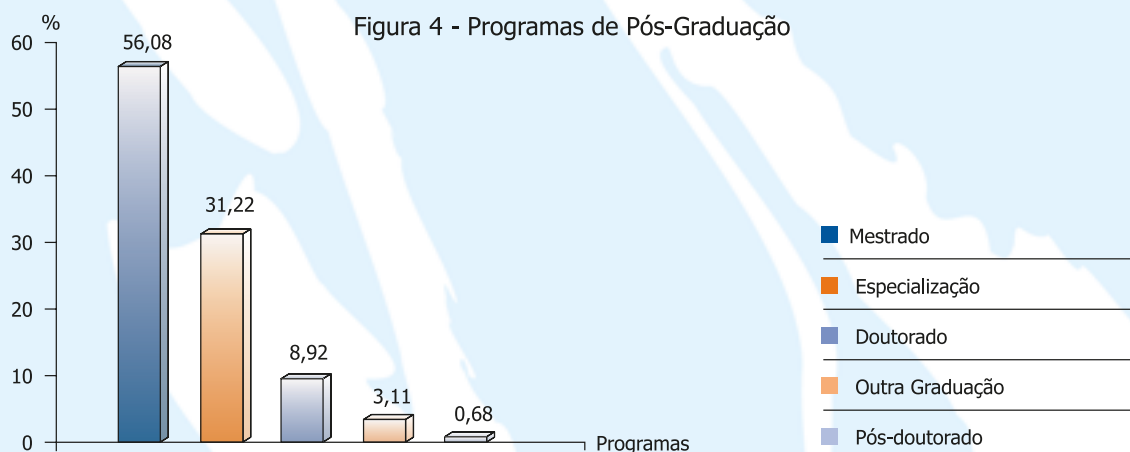 Figura 4 - Programas de Pós-Graduação
%
60
50
40
30
20
10
0
56,08
31,22
8,92
3,11
0,68
Programas
Mestrado
Especialização
Doutorado
Outra Graduação
Pós-doutorado